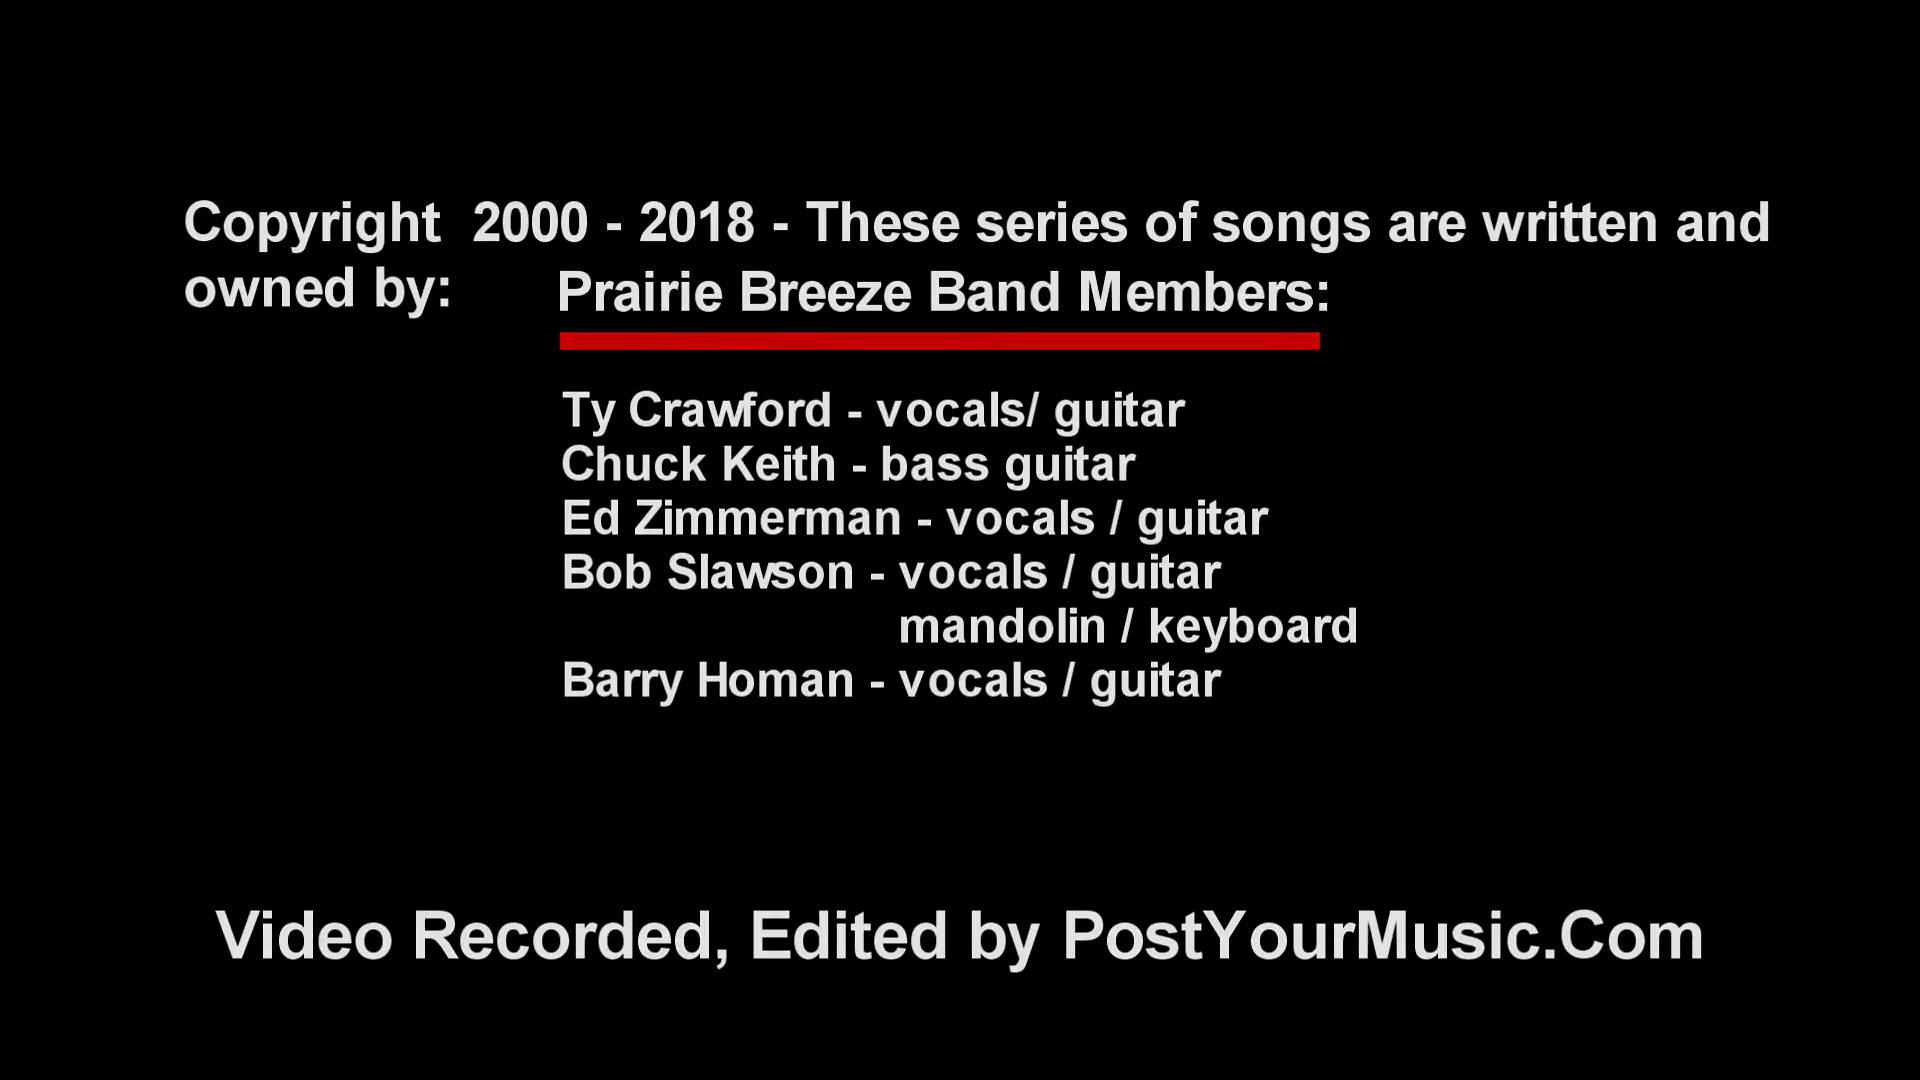 Copyright  2000 - 2018 - These series of songs are written and
owned by: Prairie Breeze Band Members:
Ty Crawford - vocals/ guitar
Chuck Keith - bass guitar
Ed Zimmerman - vocals / guitar
Bob Slawson - vocals / guitar
mandolin / keyboard
Barry Homan - vocals / guitar
Video Recorded, Edited by PostYourMusic.Com